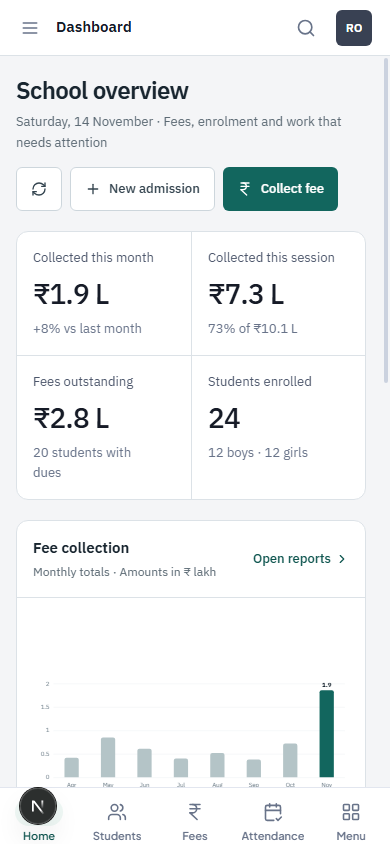 Dashboard
RO
School overview
Saturday, 14 November · Fees, enrolment and work that
needs attention
New admission
₹ Collect fee
Collected this month
₹1.9 L
+8% vs last month
Collected this session
₹7.3 L
73% of ₹10.1 L
Fees outstanding
₹2.8 L
20 students with
dues
Students enrolled
24
12 boys · 12 girls
Fee collection
Monthly totals · Amounts in ₹ lakh
Open reports
2
1.5
1
0.5
0
1.9
Apr May Jun Jul Aug Sep Oct Nov
N
Home
Students
₹
Fees
Attendance
Menu